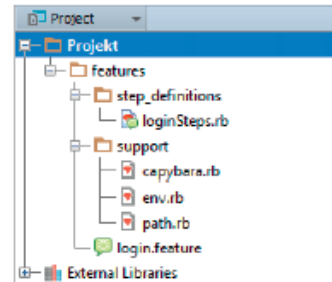 Project
Projekt
features
step_definitions
loginSteps.rb
support
capybara.rb
env.rb
path.rb
login.feature
External Libraries